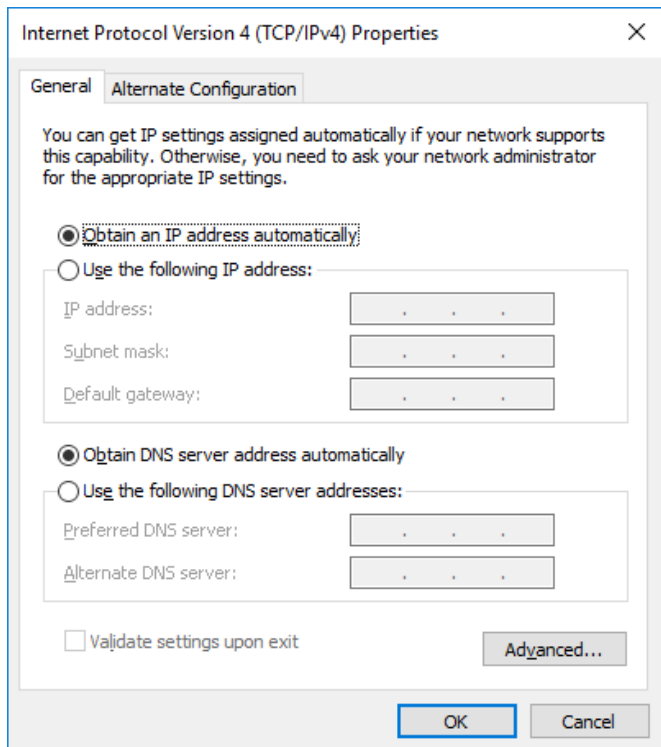 Internet Protocol Version 4 (TCP/IPv4) Properties
General
Alternate Configuration
You can get IP settings assigned automatically if your network supports
this capability. Otherwise, you need to ask your network administrator
for the appropriate IP settings.
Obtain an IP address automatically
Use the following IP address:
IP address:
Subnet mask:
Default gateway:
Obtain DNS server address automatically
Use the following DNS server addresses:
Preferred DNS server:
Alternate DNS server:
Validate settings upon exit
Advanced...
OK
Cancel